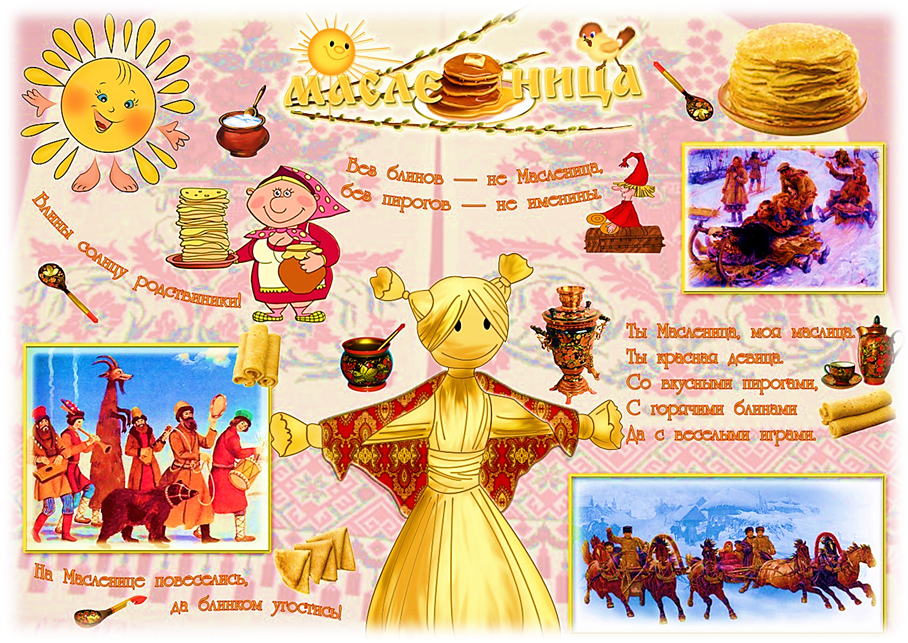 масленица
Без блинов — не Масленица,
без пирогов — не именины.
Блины солнцу родственники!
Ты Масленица, моя маслица.
Ты красная девица.
Со вкусными пирогами,
С горячими блинами
Да с веселыми играми.
На Масленице повеселись,
да блинком угостись!